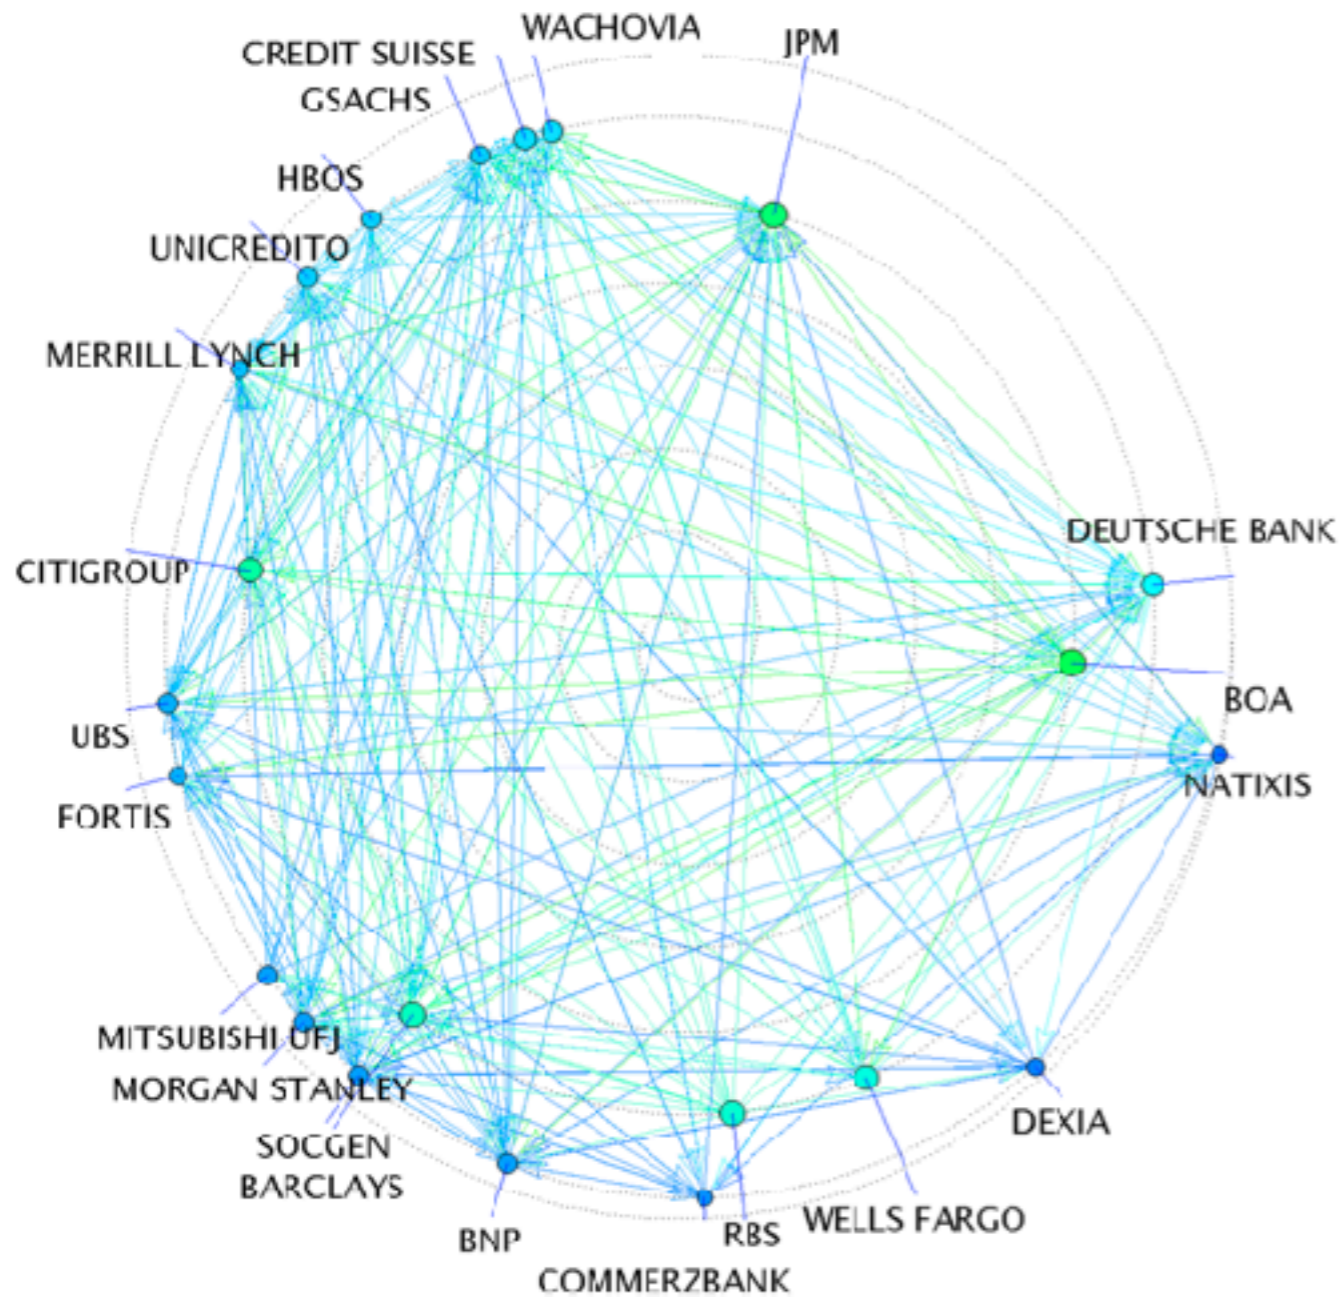 WACHOVIA
JPM
CREDIT SUISSE
GSACHS
HBOS
UNICREDITO
MERRILL LYNCH
DEUTSCHE BANK
CITIGROUP
BOA
UBS
NATIXIS
FORTIS
MITSUBISHI UFJ
MORGAN STANLEY
DEXIA
SOCGEN
BARCLAYS
WELLS FARGO
RBS
BNP
COMMERZBANK